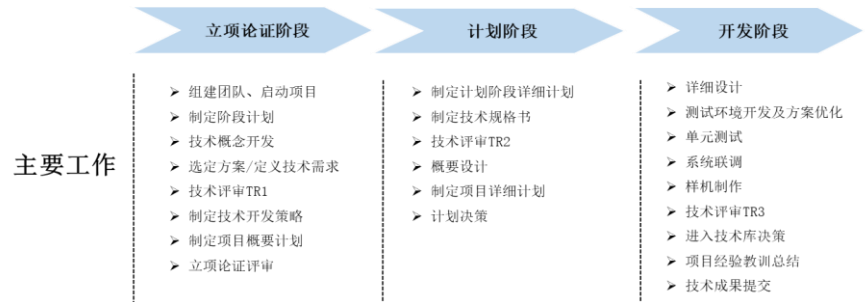 立项论证阶段
计划阶段
开发阶段
主要工作
组建团队、启动项目
制定阶段计划
技术概念开发
选定方案/定义技术需求
技术评审TR1
制定技术开发策略
制定项目概要计划
立项论证评审
制定计划阶段详细计划
制定技术规格书
技术评审TR2
概要设计
制定项目详细计划
计划决策
详细设计
测试环境开发及方案优化
单元测试
系统联调
样机制作
技术评审TR3
进入技术库决策
项目经验教训总结
技术成果提交